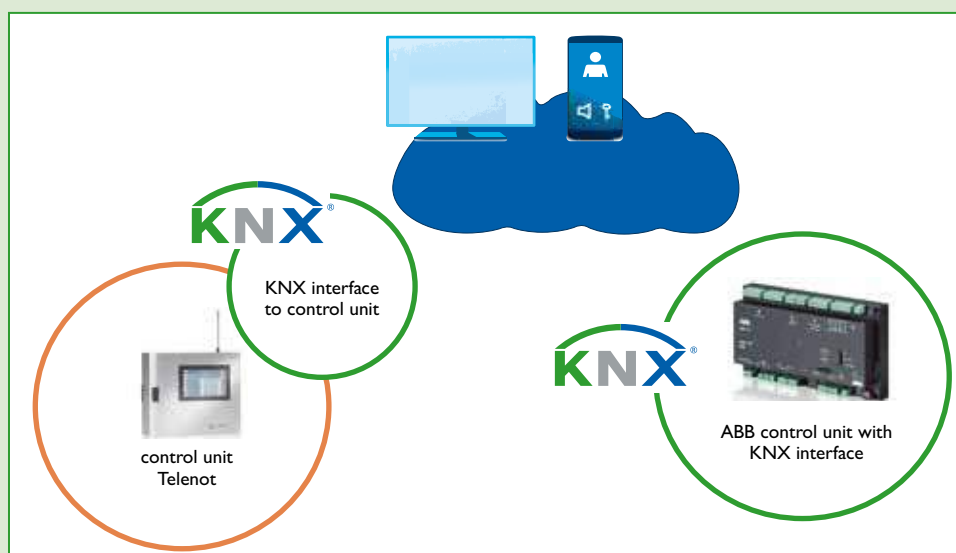 KNX®
KNX interface
to control unit
control unit
Telenot
KNX®
ABB control unit with
KNX interface